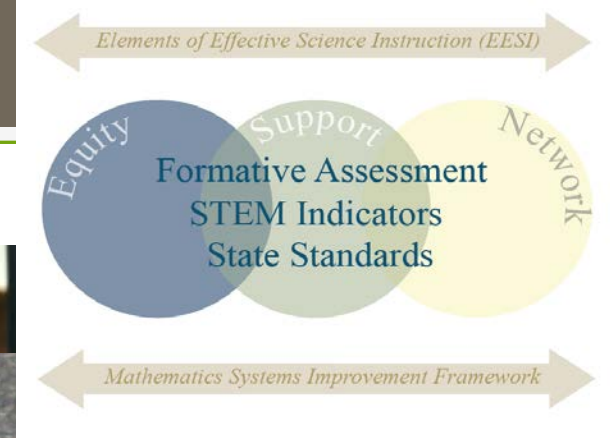 Elements of Effective Science Instruction (EESI)
Equity
Support
Network
Formative Assessment
STEM Indicators
State Standards
Mathematics Systems Improvement Framework